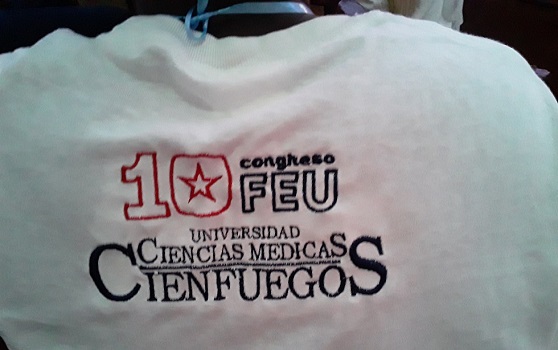 10 congreso
FEU
UNIVERSIDAD
CIENCIAS MEDICAS
CIENFUEGOS